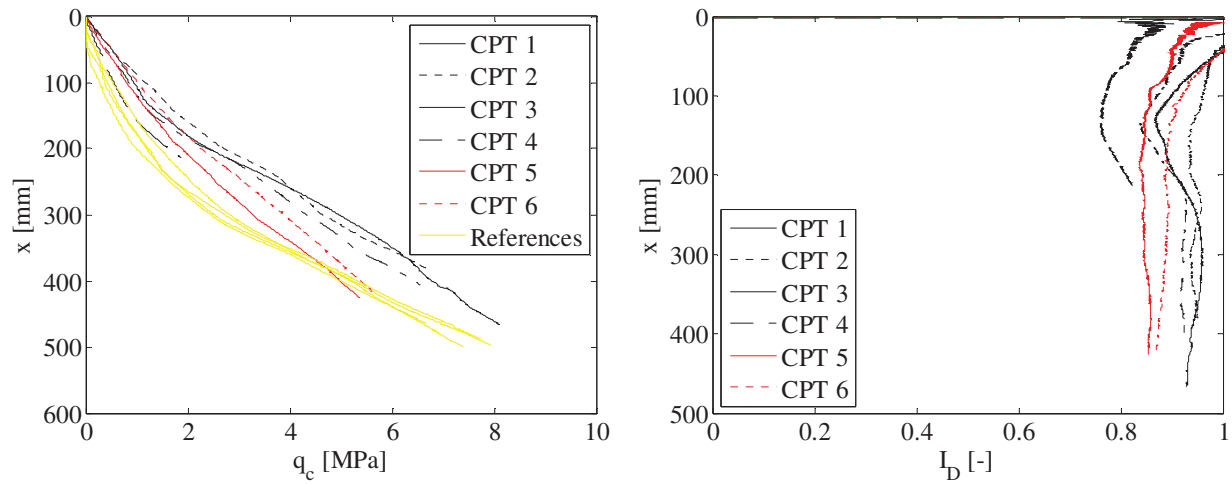 0
100
200
300
400
500
600
x [mm]
0
2
4
6
8
10
q_c [MPa]
CPT 1
CPT 2
CPT 3
CPT 4
CPT 5
CPT 6
References
0
100
200
300
400
500
x [mm]
0
0.2
0.4
0.6
0.8
1
I_D [-]
CPT 1
CPT 2
CPT 3
CPT 4
CPT 5
CPT 6